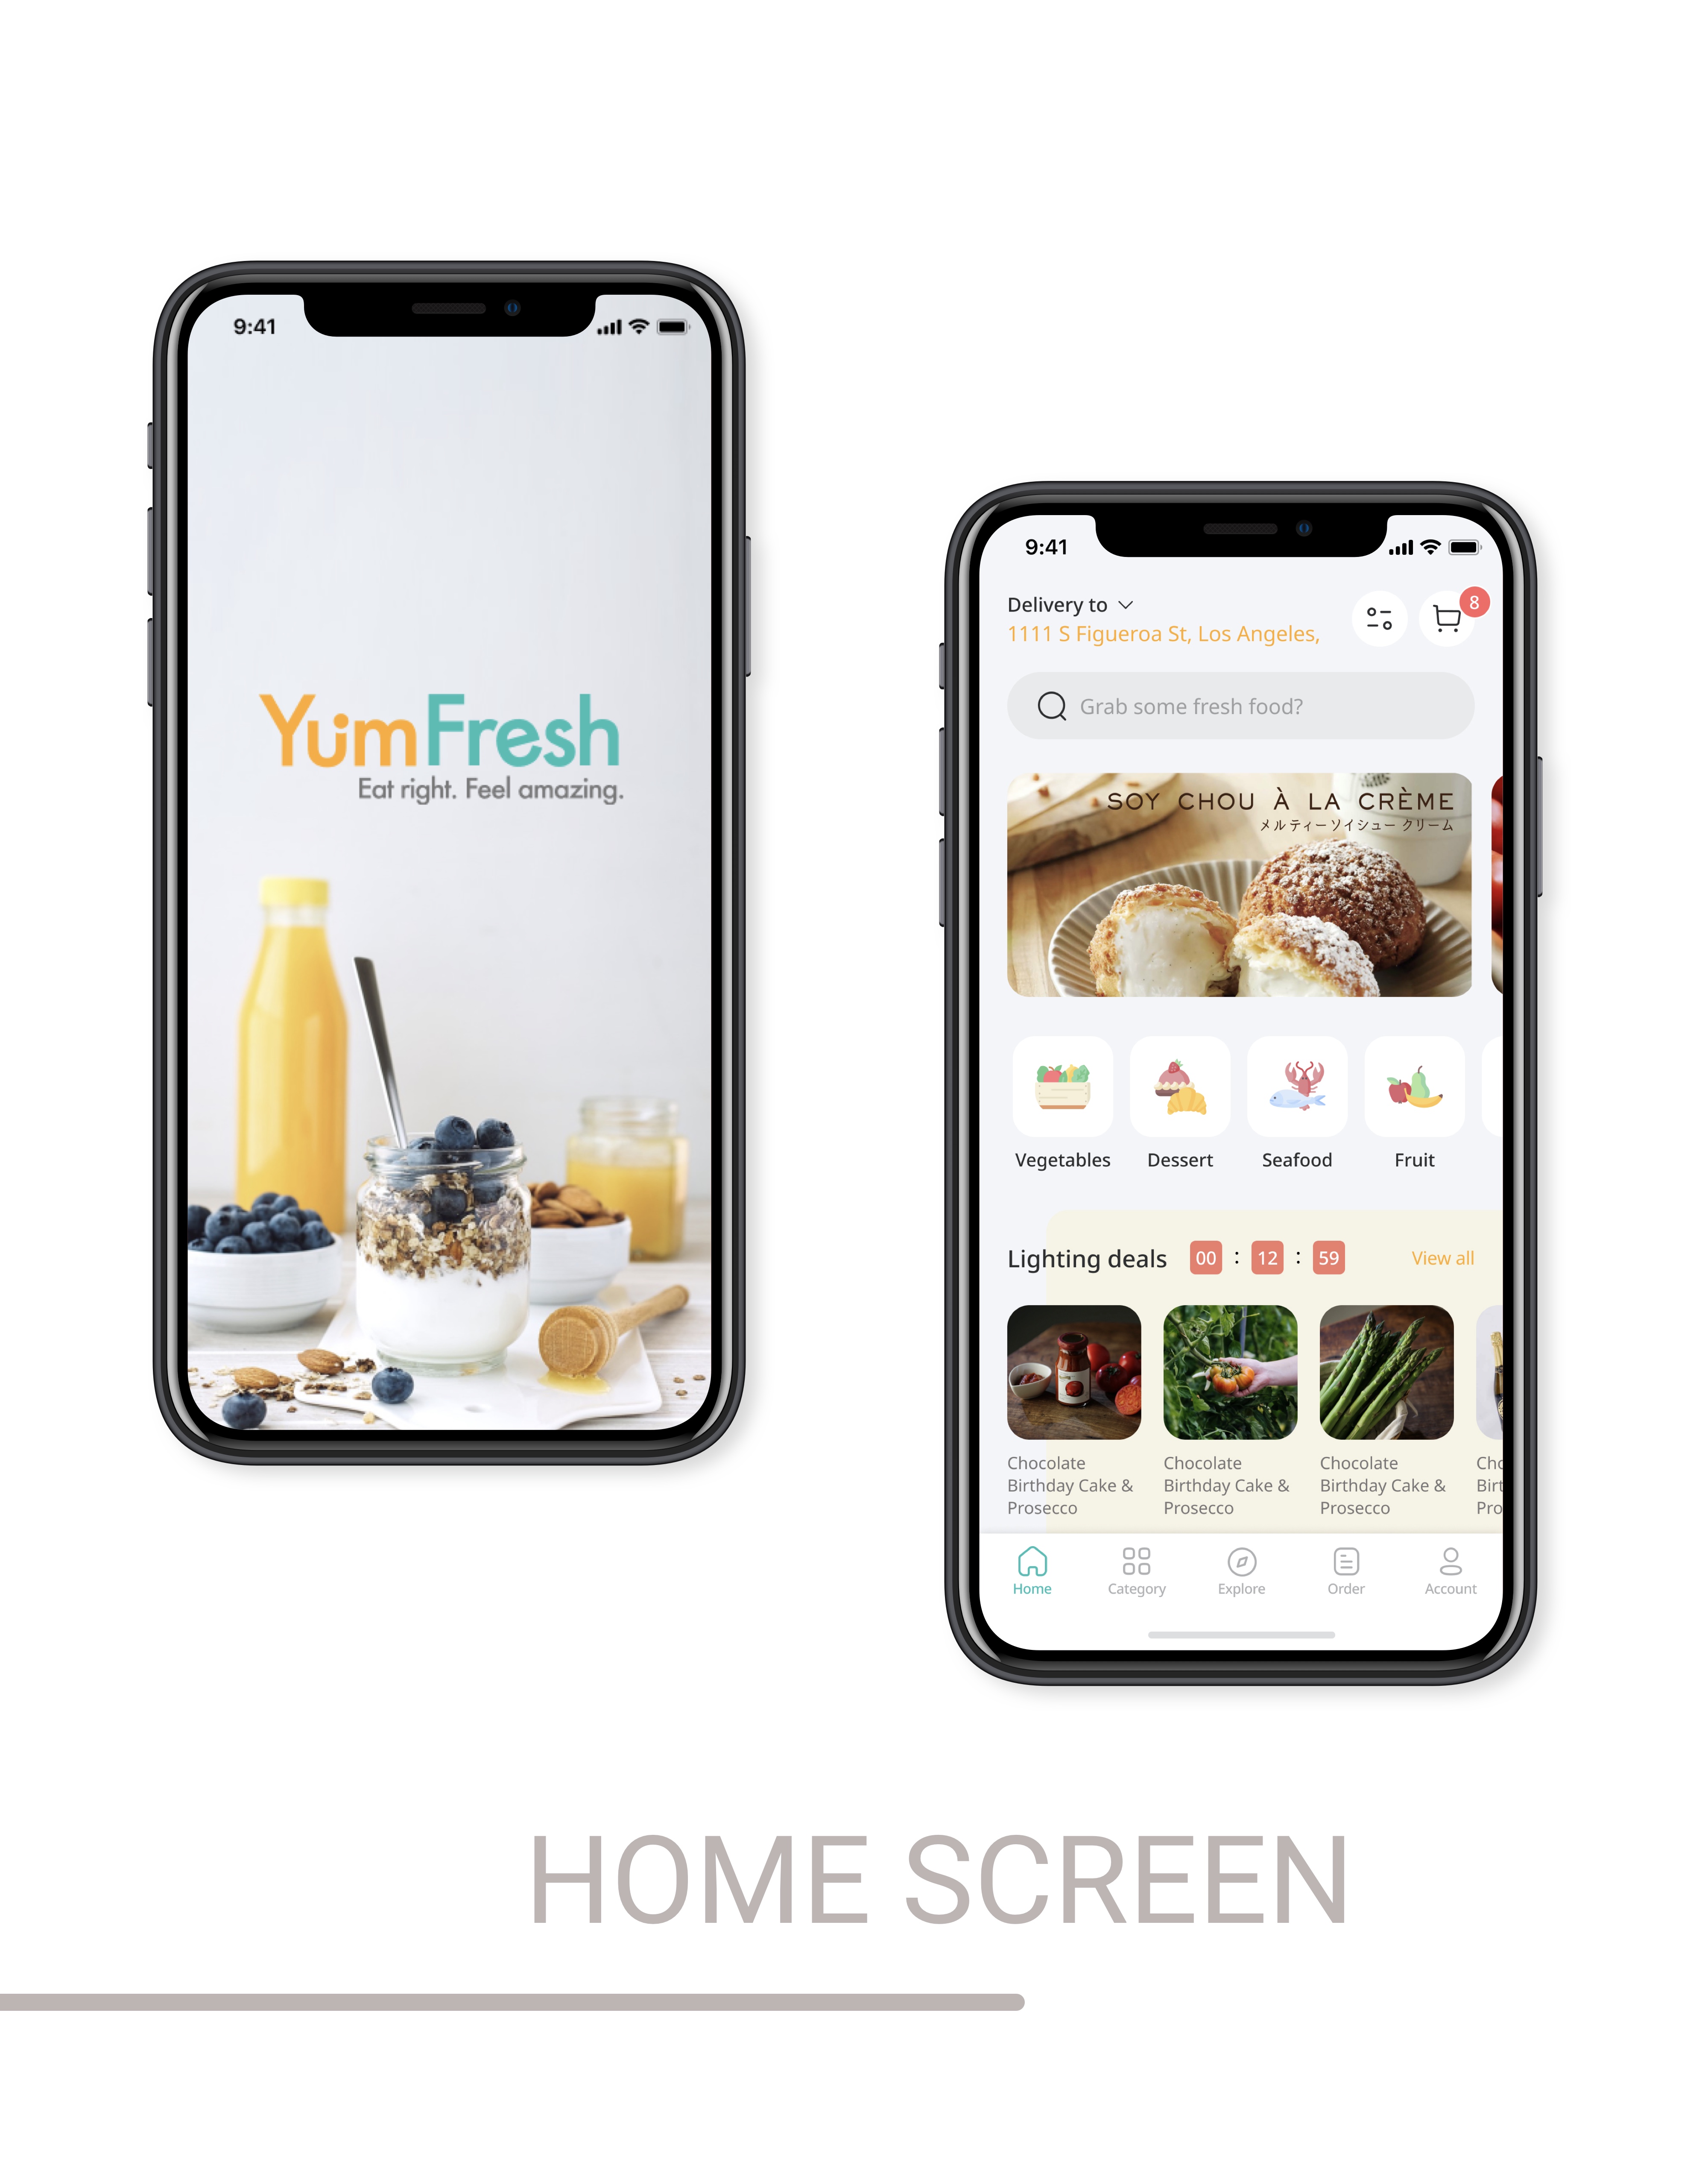 9:41
YumFresh
Eat right. Feel amazing.
9:41
Delivery to
8
1111 S Figueroa St, Los Angeles,
Grab some fresh food?
SOY CHOU À LA CRÈME
メルティーソイシュークリーム
Vegetables Dessert Seafood Fruit
Lighting deals 00 : 12 : 59 View all
Chocolate Chocolate Chocolate Cho
Birthday Cake & Birthday Cake & Birthday Cake & Birt
Prosecco Prosecco Prosecco Pro
Home Category Explore Order Account
HOME SCREEN